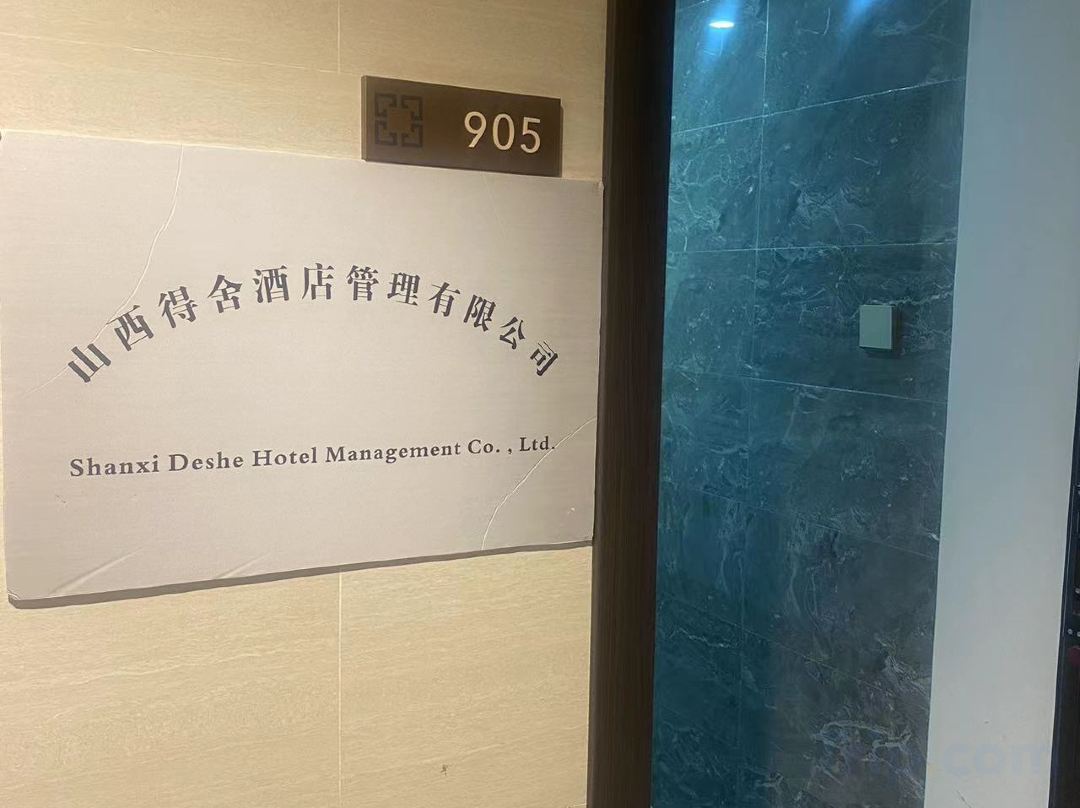 905
山西得舍酒店管理有限公司
Shanxi Deshe Hotel Management Co. , Ltd.